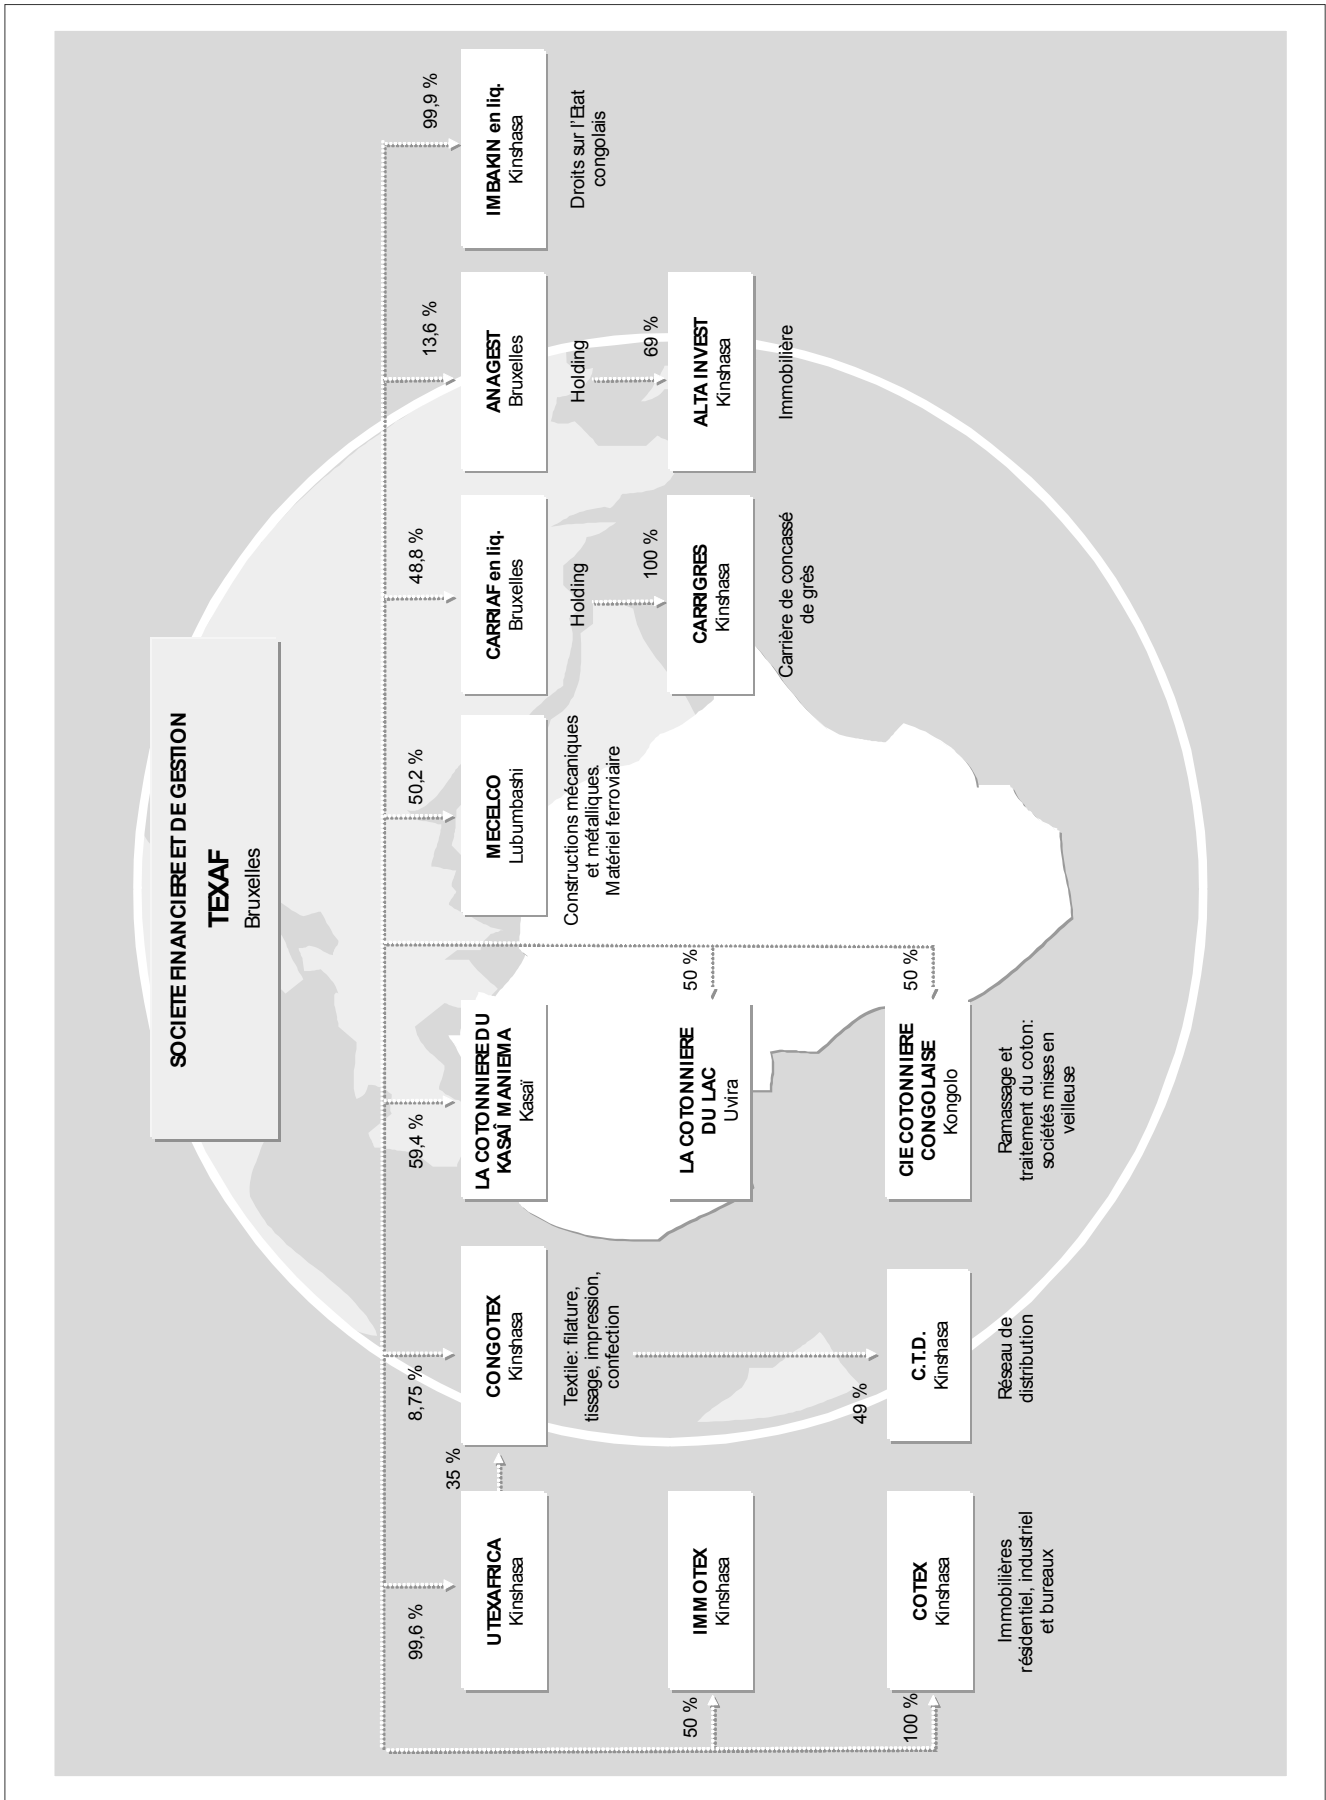 SOCIETE FINANCIERE ET DE GESTION
TEXAF
Bruxelles
99,6 %
UTEXAFRICA
Kinshasa
35 %
8,75 %
CONGOTEX
Kinshasa
Textile: filature,
tissage, impression,
confection
59,4 %
LA COTONNIERE DU
KASAÎ MANIEMA
Kasaï
50,2 %
MECELCO
Lubumbashi
Constructions mécaniques
et métalliques.
Matériel ferroviaire
48,8 %
CARRIAF en liq.
Bruxelles
Holding
13,6 %
ANAGEST
Bruxelles
Holding
99,9 %
IMBAKIN en liq.
Kinshasa
Droits sur l'Etat
congolais
50 %
IMMOTEX
Kinshasa
50 %
LA COTONNIERE
DU LAC
Uvira
100 %
CARRIGRES
Kinshasa
Carrière de concassé
de grès
69 %
ALTA INVEST
Kinshasa
Immobilière
100 %
COTEX
Kinshasa
Immobilières
résidentiel, industriel
et bureaux
49 %
C.T.D.
Kinshasa
Réseau de
distribution
50 %
CIE COTONNIERE
CONGOLAISE
Kongolo
Ramassage et
traitement du coton:
sociétés mises en
veilleuse